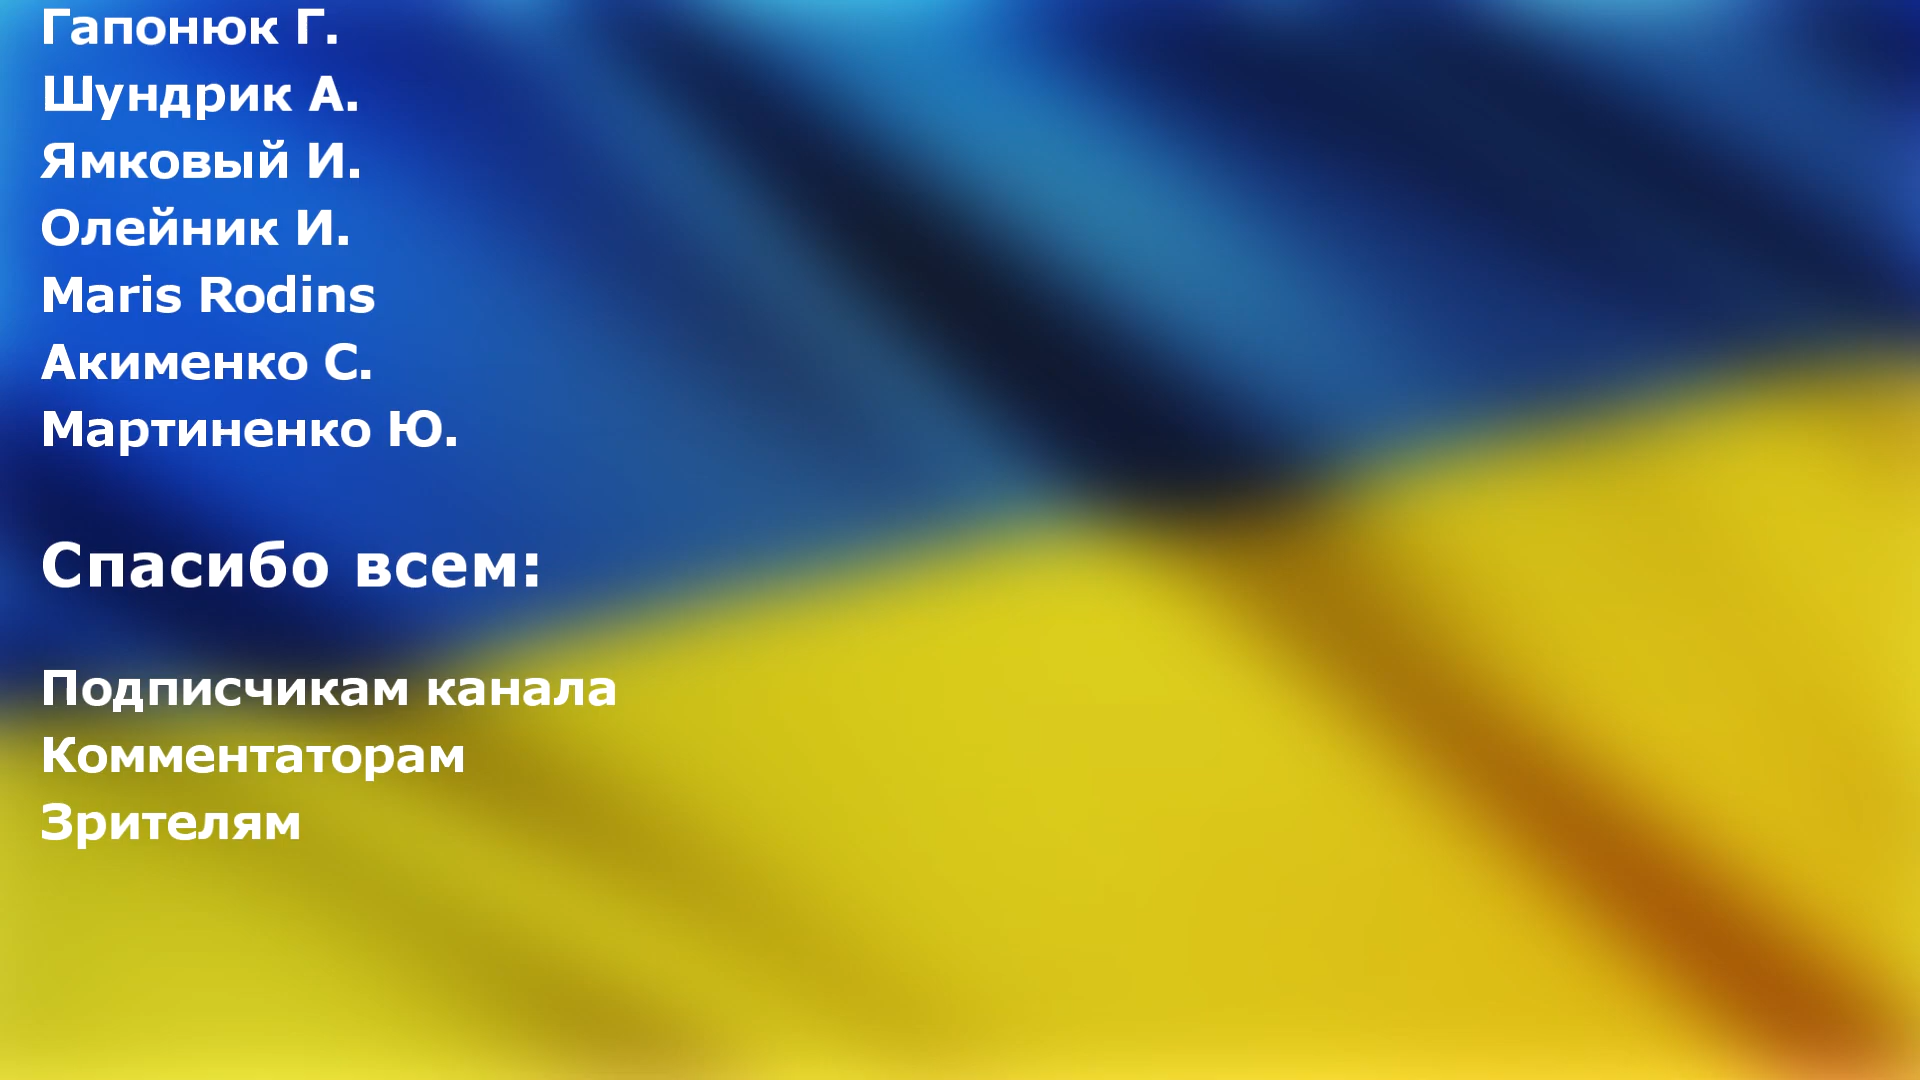 Гапонюк Г.
Шундрик А.
Ямковый И.
Олейник И.
Maris Rodins
Акименко С.
Мартиненко Ю.
Спасибо всем:
Подписчикам канала
Комментаторам
Зрителям